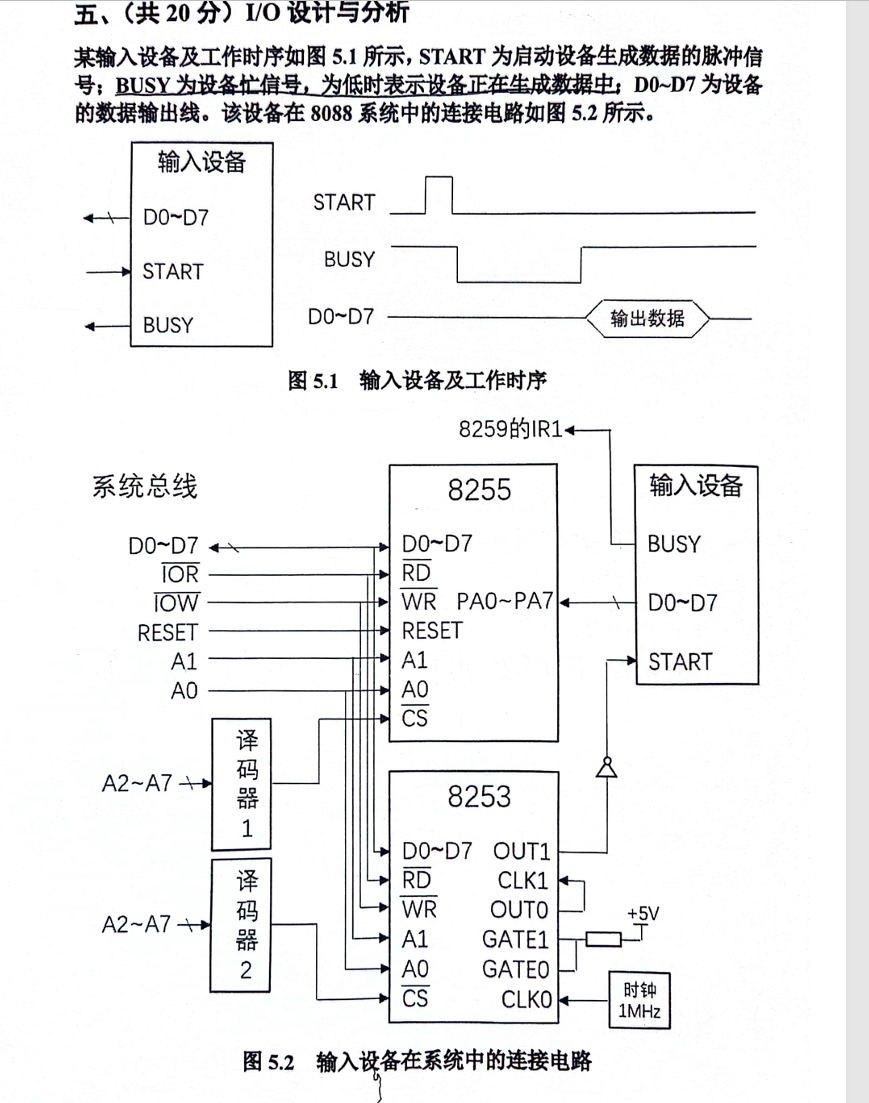 五、（共 20 分）I/O 设计与分析
某输入设备及工作时序如图 5.1 所示，START 为启动设备生成数据的脉冲信
号；BUSY 为设备忙信号，为低时表示设备正在生成数据中；D0~D7 为设备
的数据输出线。该设备在 8088 系统中的连接电路如图 5.2 所示。
输入设备
D0~D7
START
BUSY
START
BUSY
D0~D7
输出数据
图 5.1 输入设备及工作时序
8259的IR1
系统总线
D0~D7
IOR
IOW
RESET
A1
A0
8255
D0~D7
RD
WR PA0~PA7
RESET
A1
A0
CS
输入设备
BUSY
D0~D7
START
A2~A7
译
码
器
1
A2~A7
译
码
器
2
8253
D0~D7 OUT1
RD CLK1
WR OUT0
A1 GATE1
A0 GATE0
CS CLK0
+5V
时钟
1MHz
图 5.2 输入设备在系统中的连接电路